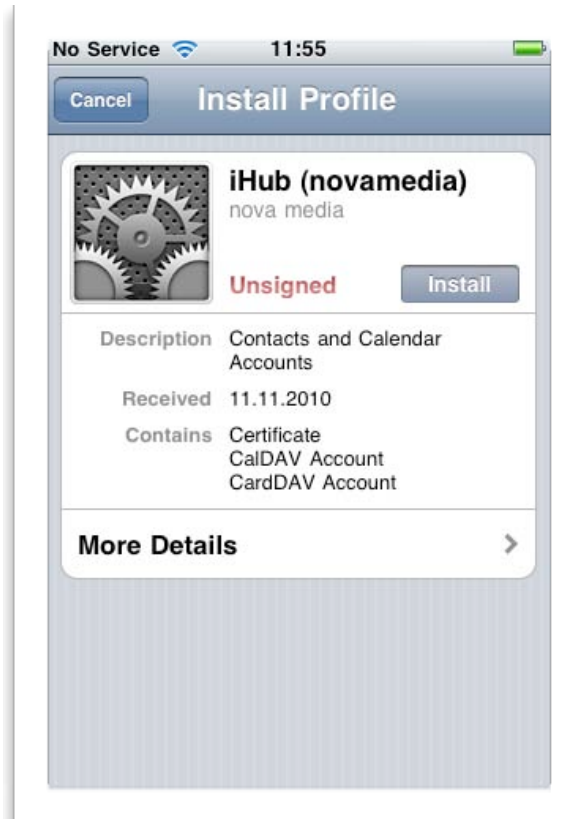 No Service 11:55
Cancel Install Profile
iHub (novamedia)
nova media
Unsigned Install
Description Contacts and Calendar
Accounts
Received 11.11.2010
Contains Certificate
CalDAV Account
CardDAV Account
More Details